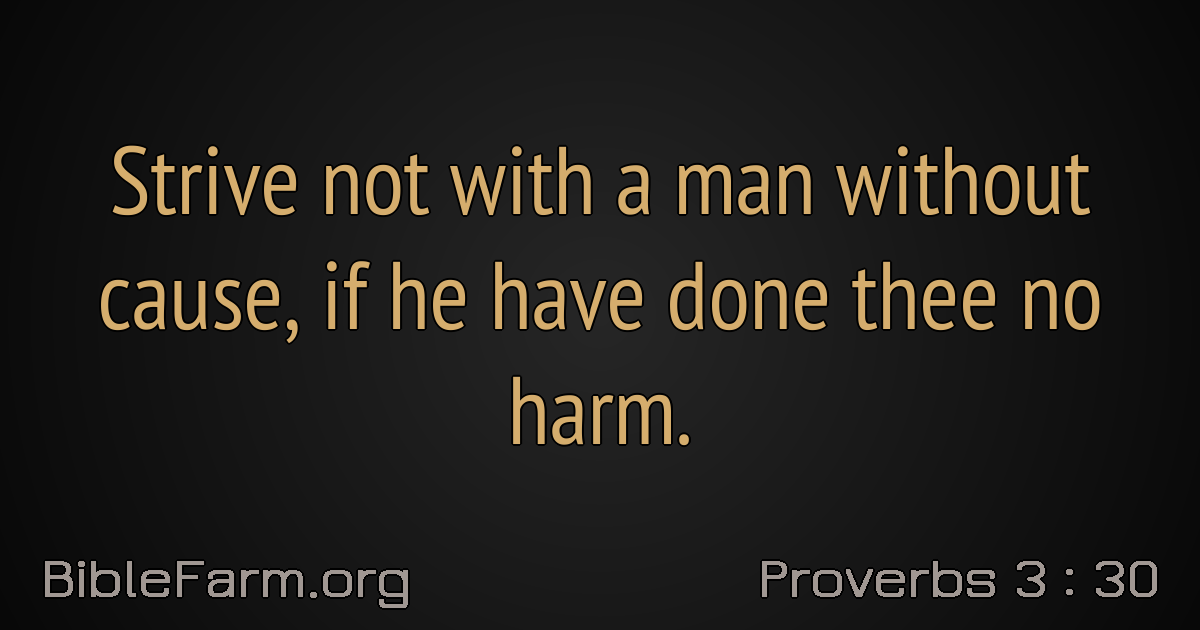 Strive not with a man without
cause, if he have done thee no
harm.
BibleFarm.org
Proverbs 3 : 30